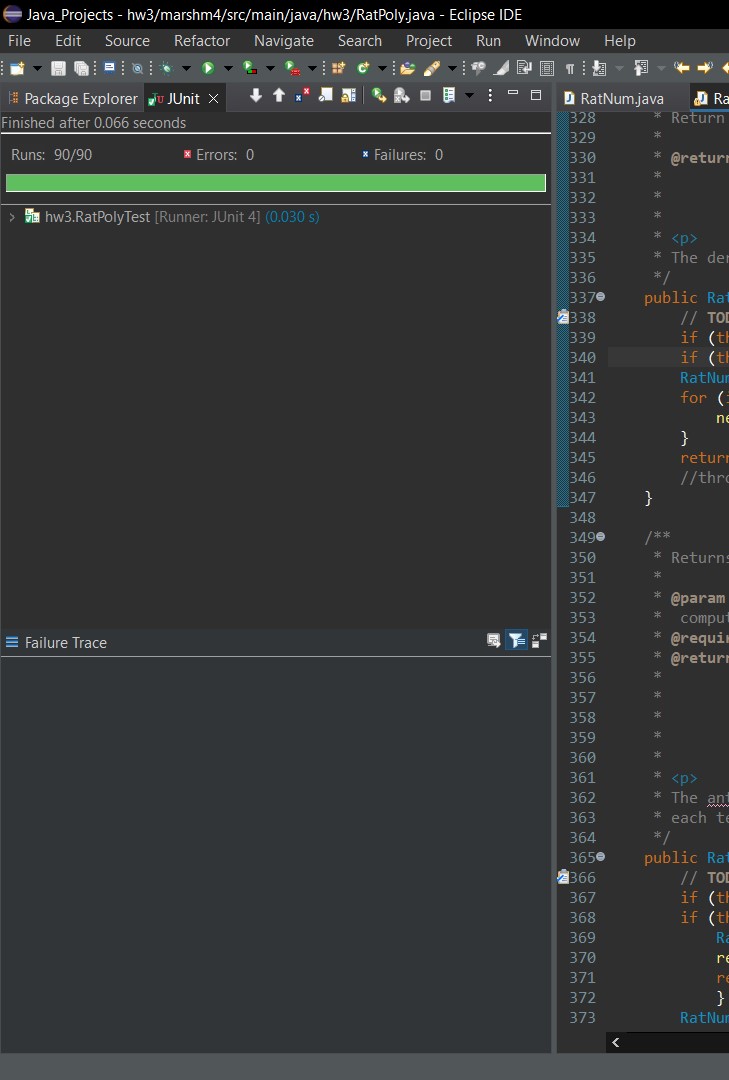 Java_Projects - hw3/marshm4/src/main/java/hw3/RatPoly.java - Eclipse IDE
File Edit Source Refactor Navigate Search Project Run Window Help
Package Explorer JUnit RatNum.java Ra
Finished after 0.066 seconds
Runs: 90/90 Errors: 0 Failures: 0
hw3.RatPolyTest [Runner: JUnit 4] (0.030 s)
Failure Trace
328 * Return
329 *
330 * @return
331 *
332 *
333 *
334 * <p>
335 * The der
336 */
337 public Rat
338 // TOD
339 if (th
340 if (th
341 RatNum
342 for (i
343 ne
344 }
345 return
346 //thro
347 }
348
349 /**
350 * Returns
351 *
352 * @param
353 * comput
354 * @requir
355 * @return
356 *
357 *
358 *
359 *
360 *
361 * <p>
362 * The ant
363 * each te
364 */
365 public Rat
366 // TOD
367 if (th
368 if (th
369 Ra
370 re
371 re
372 }
373 RatNum